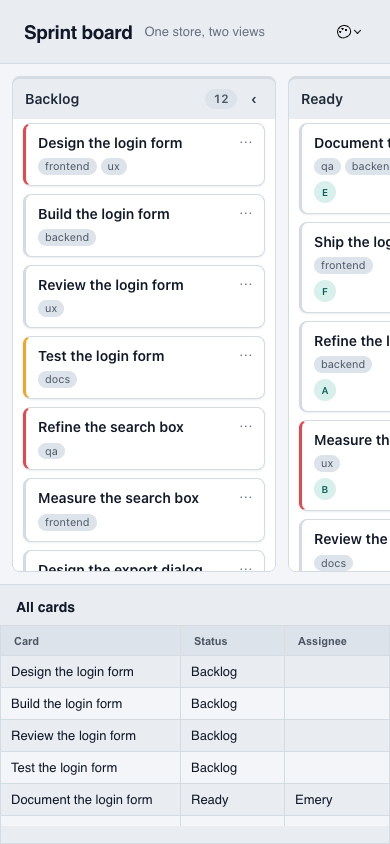 Sprint board One store, two views
Backlog 12
Design the login form
frontend ux
Build the login form
backend
Review the login form
ux
Test the login form
docs
Refine the search box
qa
Measure the search box
frontend
Design the export dialog
Ready
Document
qa
E
Ship the
frontend
F
Refine the
backend
A
Measure
ux
B
Review the
docs
All cards
Card Status Assignee
Design the login form Backlog
Build the login form Backlog
Review the login form Backlog
Test the login form Backlog
Document the login form Ready Emery